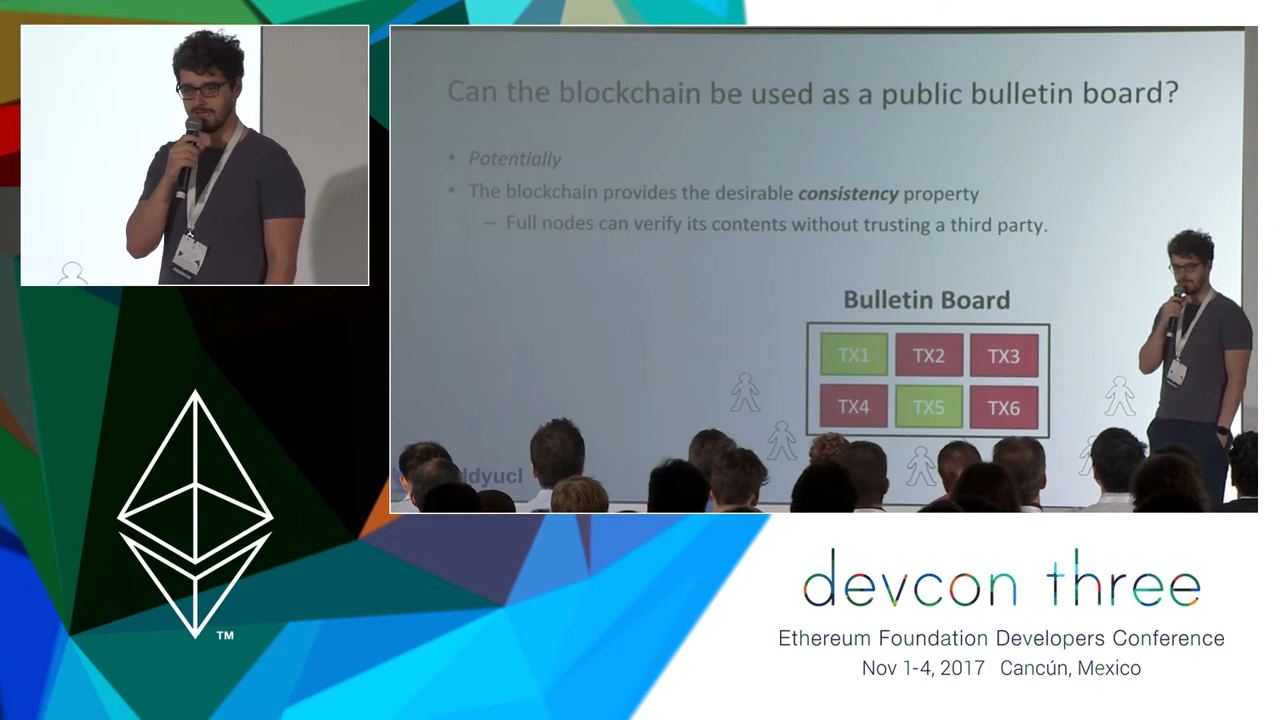 Can the blockchain be used as a public bulletin board?
• Potentially
• The blockchain provides the desirable consistency property
– Full nodes can verify its contents without trusting a third party.
Bulletin Board
TX1 TX2 TX3
TX4 TX5 TX6
ddyucl
TM
devcon three
Ethereum Foundation Developers Conference
Nov 1-4, 2017 Cancún, Mexico